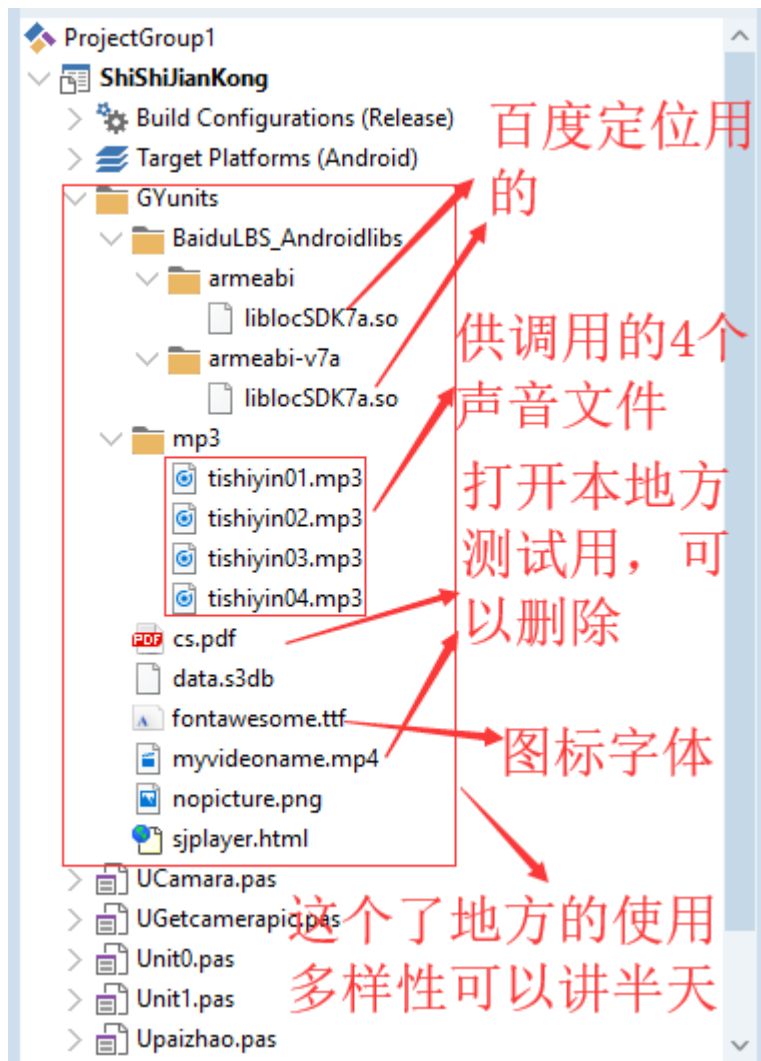 ProjectGroup1
ShiShiJianKong
Build Configurations (Release)
Target Platforms (Android)
GYunits
BaiduLBS_Androidlibs
armeabi
liblocSDK7a.so
armeabi-v7a
liblocSDK7a.so
mp3
tishiyin01.mp3
tishiyin02.mp3
tishiyin03.mp3
tishiyin04.mp3
cs.pdf
data.s3db
fontawesome.ttf
myvideoname.mp4
nopicture.png
sjplayer.html
UCamara.pas
UGetcamerapic.pas
Unit0.pas
Unit1.pas
Upaizhao.pas
百度定位用
的
供调用的4个
声音文件
打开本地方
测试用，可
以删除
图标字体
这个了地方的使用
多样性可以讲半天